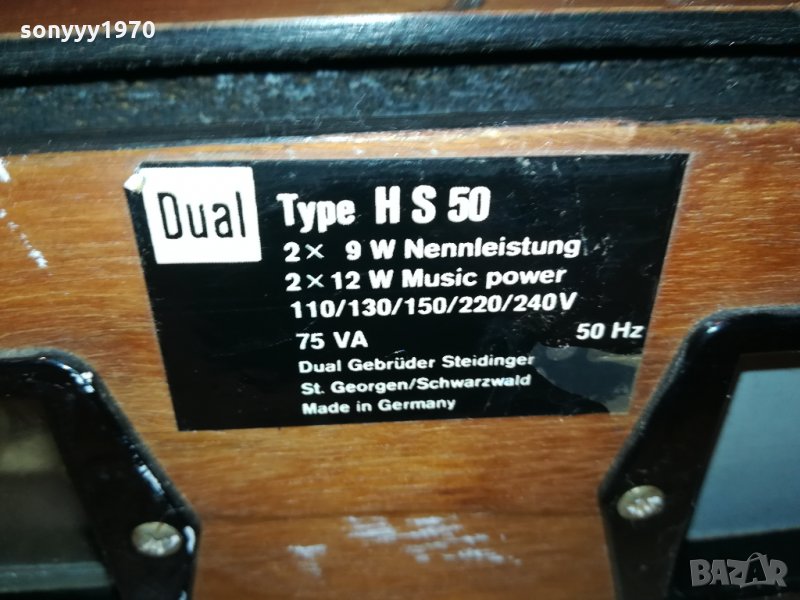 sonyyy1970
Dual Type H S 50
2× 9 W Nennleistung
2×12 W Music power
110/130/150/220/240V
75 VA 50 Hz
Dual Gebrüder Steidinger
St. Georgen/Schwarzwald
Made in Germany
BAZAR